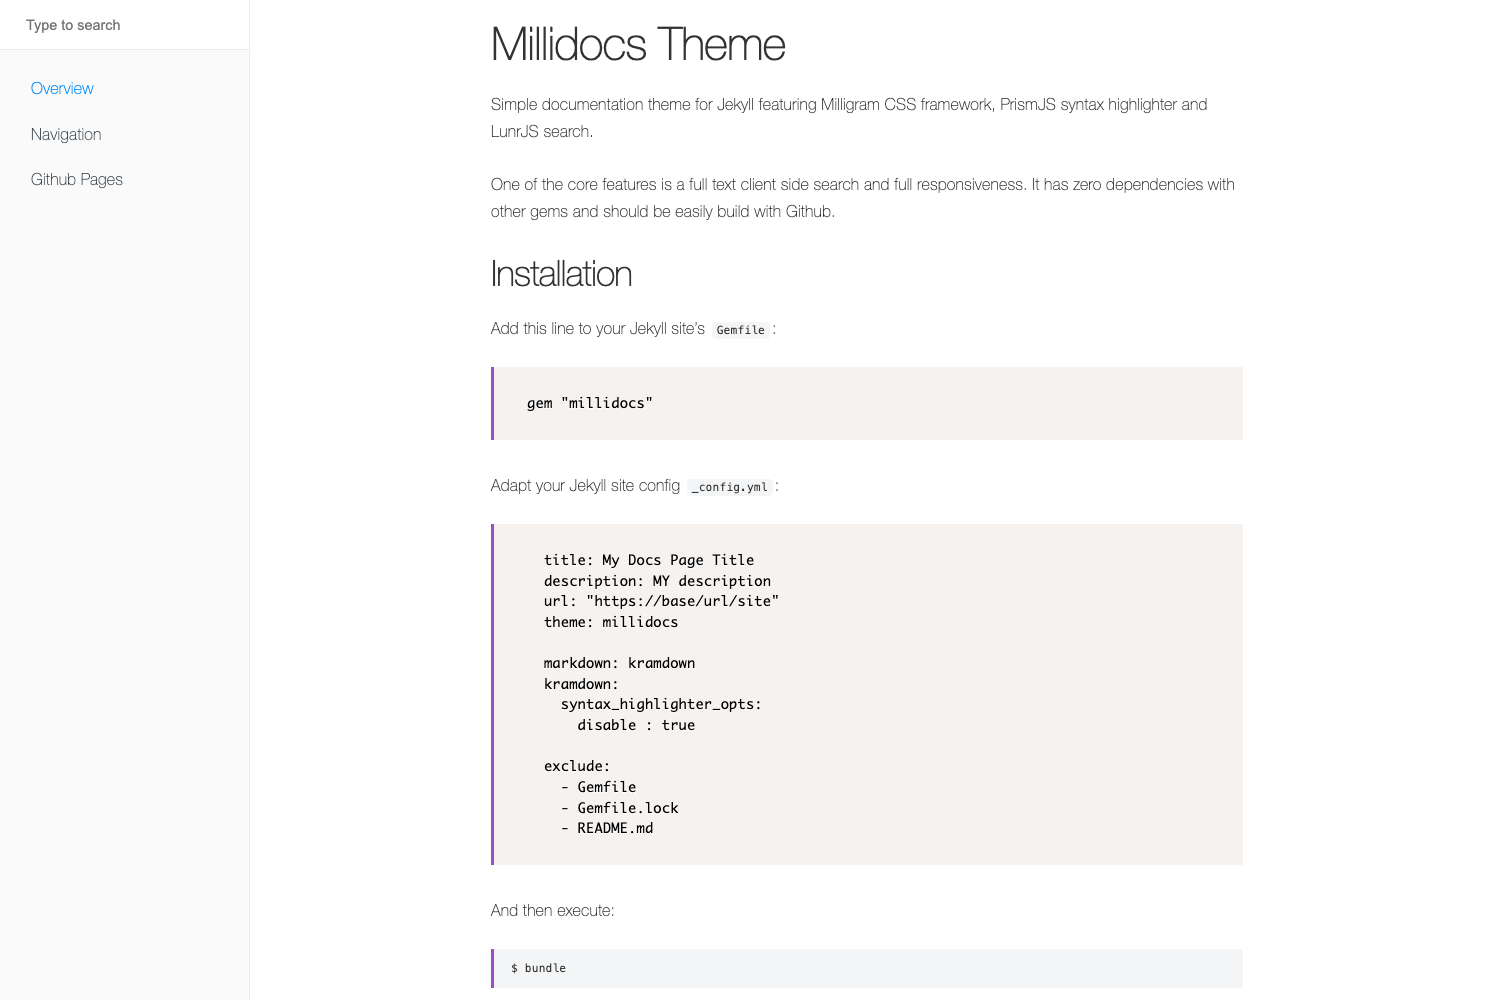 Type to search
Overview
Navigation
Github Pages
Millidocs Theme
Simple documentation theme for Jekyll featuring Milligram CSS framework, PrismJS syntax highlighter and
LunrJS search.
One of the core features is a full text client side search and full responsiveness. It has zero dependencies with
other gems and should be easily build with Github.
Installation
Add this line to your Jekyll site’s Gemfile :
gem "millidocs"
Adapt your Jekyll site config _config.yml :
title: My Docs Page Title
description: MY description
url: "https://base/url/site"
theme: millidocs
markdown: kramdown
kramdown:
  syntax_highlighter_opts:
    disable : true
exclude:
  - Gemfile
  - Gemfile.lock
  - README.md
And then execute:
$ bundle